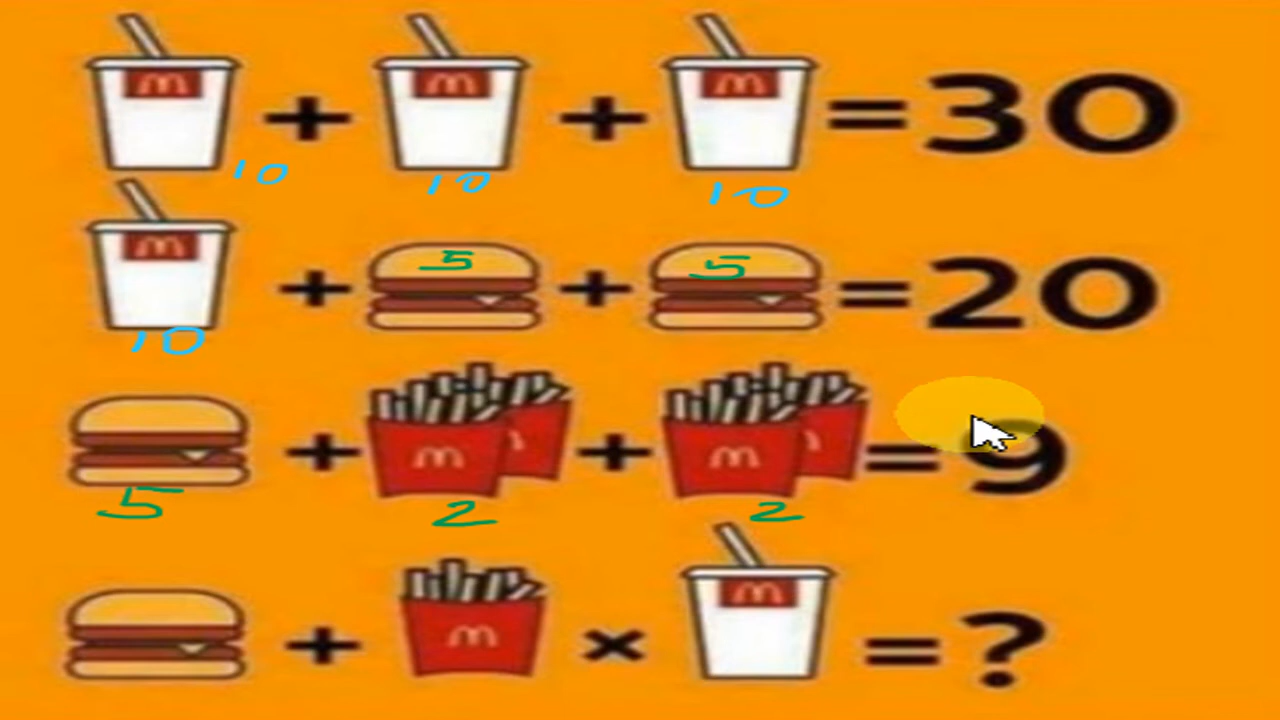 + + = 30
10 10 10
+ 5 + 5 = 20
10
+ + = 9
5 2 2
+ × = ?